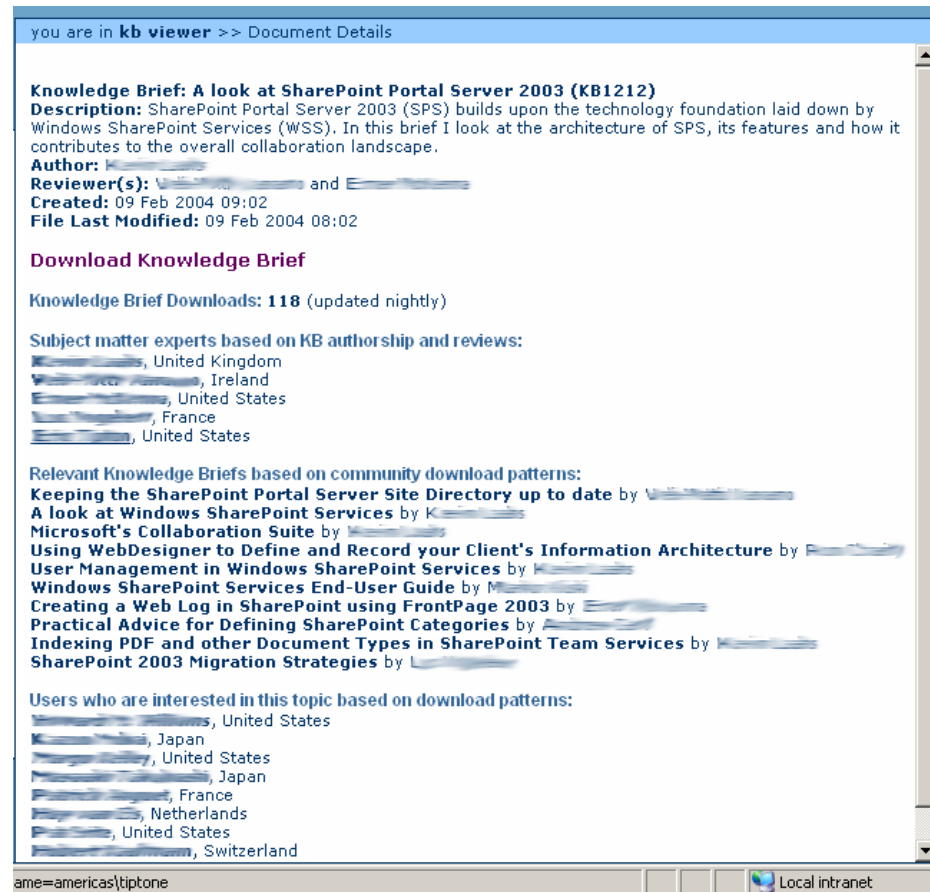 you are in kb viewer >> Document Details
Knowledge Brief: A look at SharePoint Portal Server 2003 (KB1212)
Description: SharePoint Portal Server 2003 (SPS) builds upon the technology foundation laid down by
Windows SharePoint Services (WSS). In this brief I look at the architecture of SPS, its features and how it
contributes to the overall collaboration landscape.
Author:
Reviewer(s): and
Created: 09 Feb 2004 09:02
File Last Modified: 09 Feb 2004 08:02
Download Knowledge Brief
Knowledge Brief Downloads: 118 (updated nightly)
Subject matter experts based on KB authorship and reviews:
, United Kingdom
, Ireland
, United States
, France
, United States
Relevant Knowledge Briefs based on community download patterns:
Keeping the SharePoint Portal Server Site Directory up to date by
A look at Windows SharePoint Services by
Microsoft's Collaboration Suite by
Using WebDesigner to Define and Record your Client's Information Architecture by
User Management in Windows SharePoint Services by
Windows SharePoint Services End-User Guide by
Creating a Web Log in SharePoint using FrontPage 2003 by
Practical Advice for Defining SharePoint Categories by
Indexing PDF and other Document Types in SharePoint Team Services by
SharePoint 2003 Migration Strategies by
Users who are interested in this topic based on download patterns:
, United States
, Japan
, United States
, Japan
, France
, Netherlands
, United States
, Switzerland
ame=americas\tiptone
Local intranet